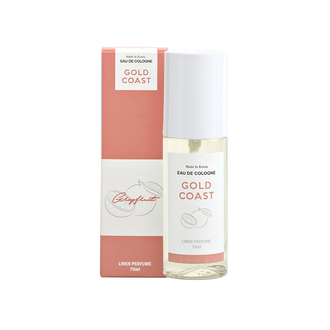 Made In Korea
EAU DE COLOGNE
GOLD
COAST
Grapefruit
LINEN PERFUME
70ml
Made In Korea
EAU DE COLOGNE
GOLD
COAST
LINEN PERFUME
70ml